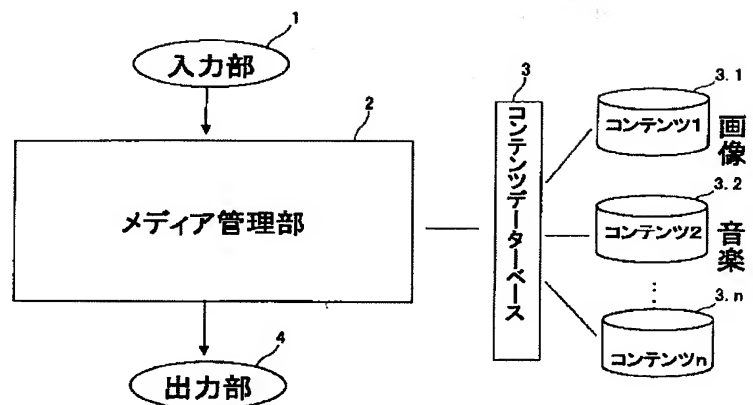 1
入力部
2
メディア管理部
3
コンテンツデーターベース
3.1
コンテンツ1
画像
3.2
コンテンツ2
音楽
⋮
3.n
コンテンツn
4
出力部